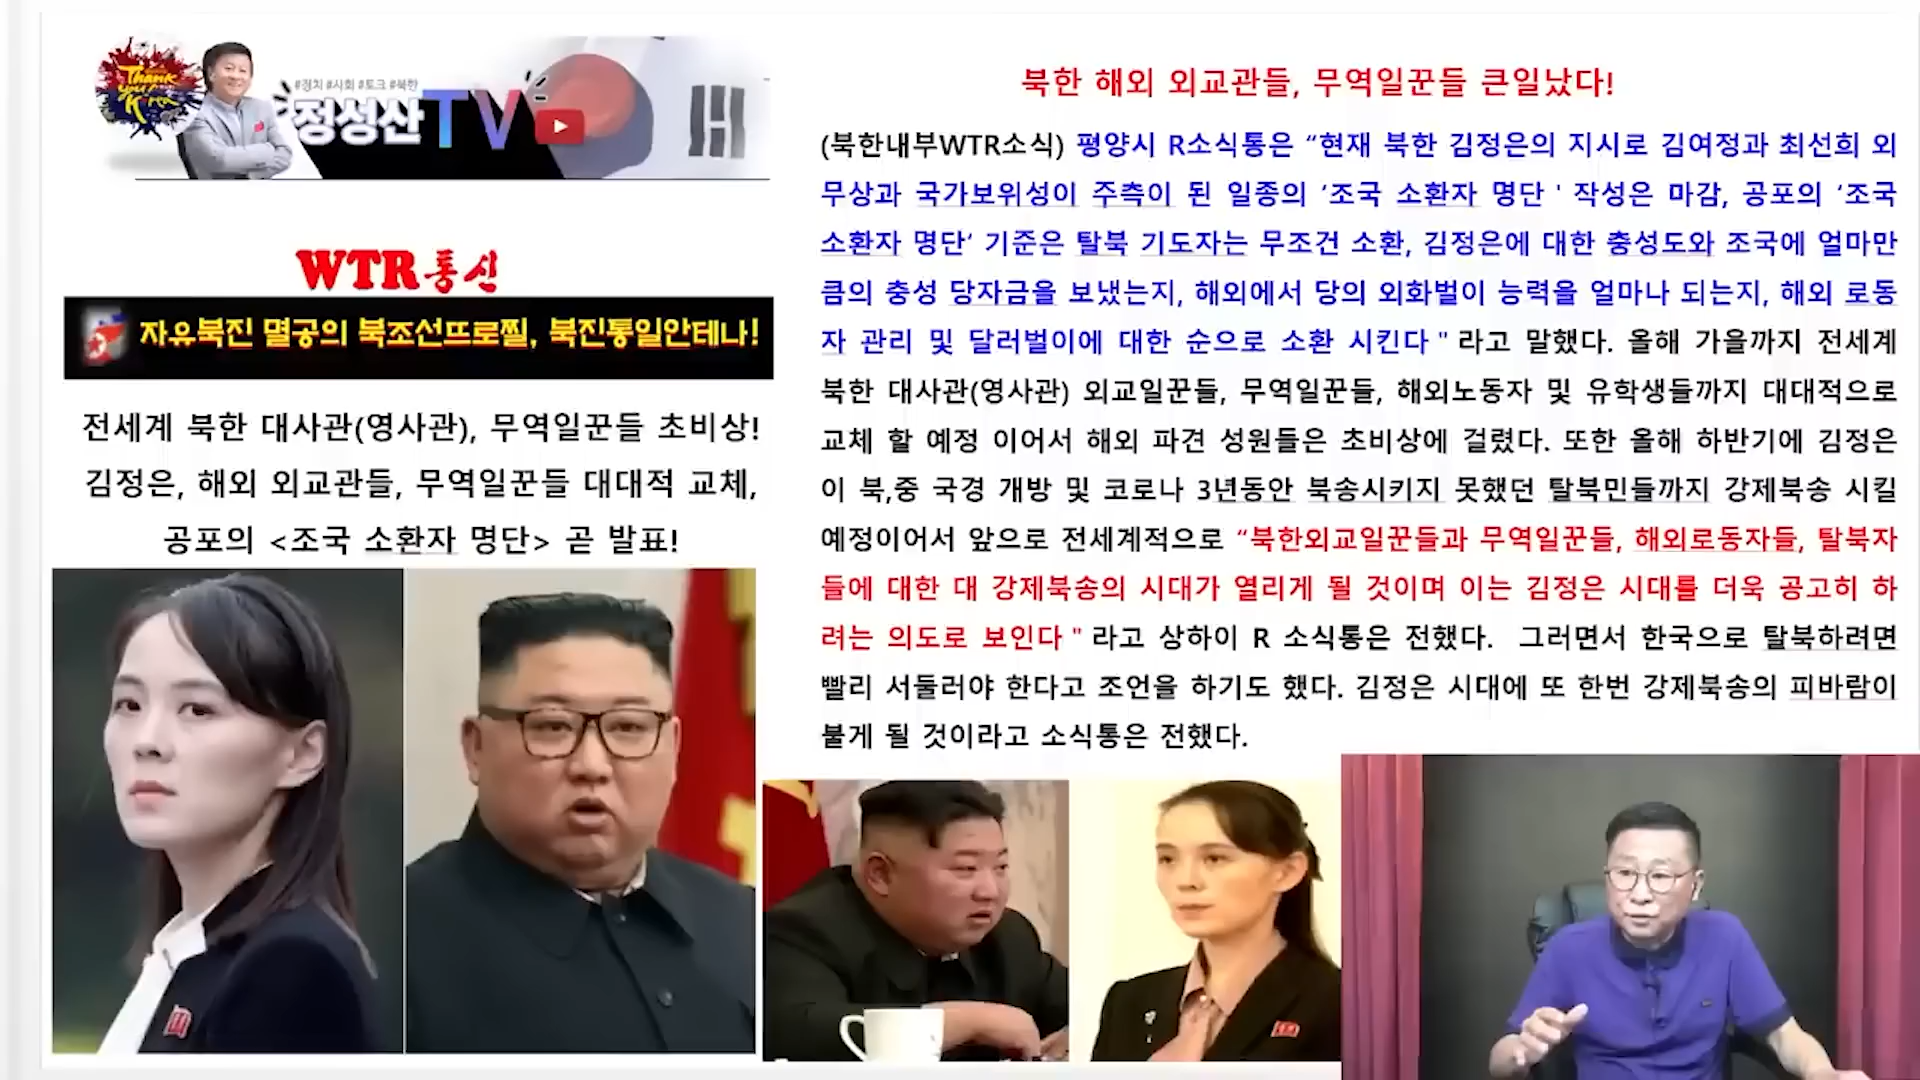 Thank you! Korea
#정치 #사회 #토크 #북한
정성산TV
WTR통신
자유북진 멸공의 북조선뜨로찔, 북진통일안테나!
전세계 북한 대사관(영사관), 무역일꾼들 초비상!
김정은, 해외 외교관들, 무역일꾼들 대대적 교체,
공포의 <조국 소환자 명단> 곧 발표!
북한 해외 외교관들, 무역일꾼들 큰일났다!
(북한내부WTR소식) 평양시 R소식통은 “현재 북한 김정은의 지시로 김여정과 최선희 외
무상과 국가보위성이 주측이 된 일종의 ‘조국 소환자 명단 ' 작성은 마감, 공포의 ‘조국
소환자 명단’ 기준은 탈북 기도자는 무조건 소환, 김정은에 대한 충성도와 조국에 얼마만
큼의 충성 당자금을 보냈는지, 해외에서 당의 외화벌이 능력을 얼마나 되는지, 해외 로동
자 관리 및 달러벌이에 대한 순으로 소환 시킨다 " 라고 말했다. 올해 가을까지 전세계
북한 대사관(영사관) 외교일꾼들, 무역일꾼들, 해외노동자 및 유학생들까지 대대적으로
교체 할 예정 이어서 해외 파견 성원들은 초비상에 걸렸다. 또한 올해 하반기에 김정은
이 북,중 국경 개방 및 코로나 3년동안 북송시키지 못했던 탈북민들까지 강제북송 시킬
예정이어서 앞으로 전세계적으로 “북한외교일꾼들과 무역일꾼들, 해외로동자들, 탈북자
들에 대한 대 강제북송의 시대가 열리게 될 것이며 이는 김정은 시대를 더욱 공고히 하
려는 의도로 보인다 " 라고 상하이 R 소식통은 전했다. 그러면서 한국으로 탈북하려면
빨리 서둘러야 한다고 조언을 하기도 했다. 김정은 시대에 또 한번 강제북송의 피바람이
불게 될 것이라고 소식통은 전했다.